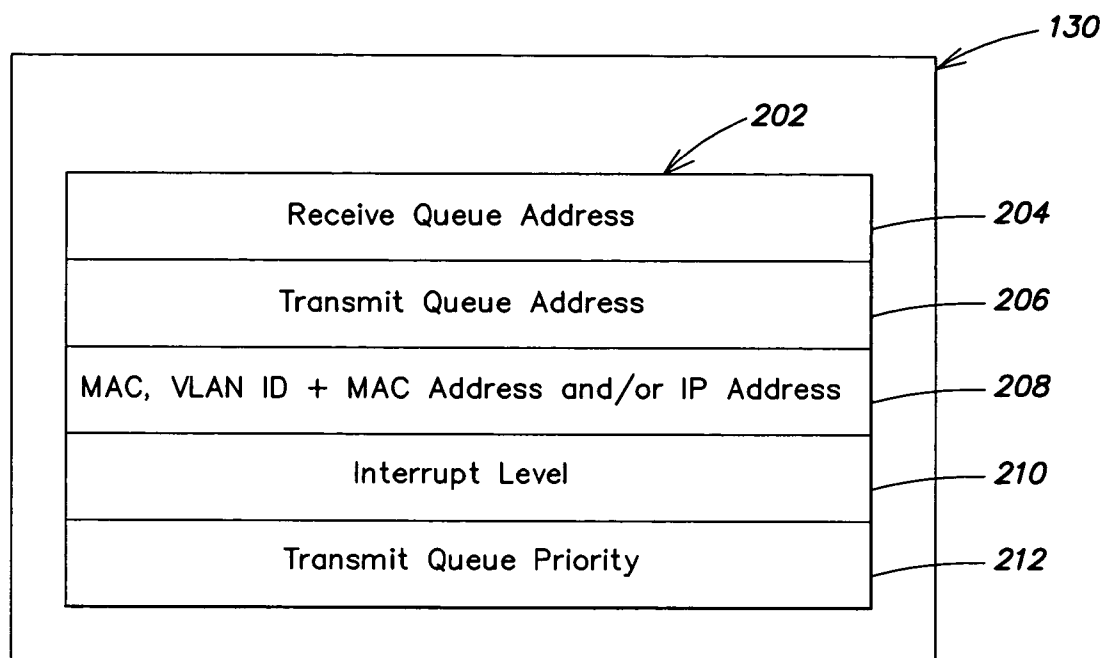 130
202
Receive Queue Address
204
Transmit Queue Address
206
MAC, VLAN ID + MAC Address and/or IP Address
208
Interrupt Level
210
Transmit Queue Priority
212